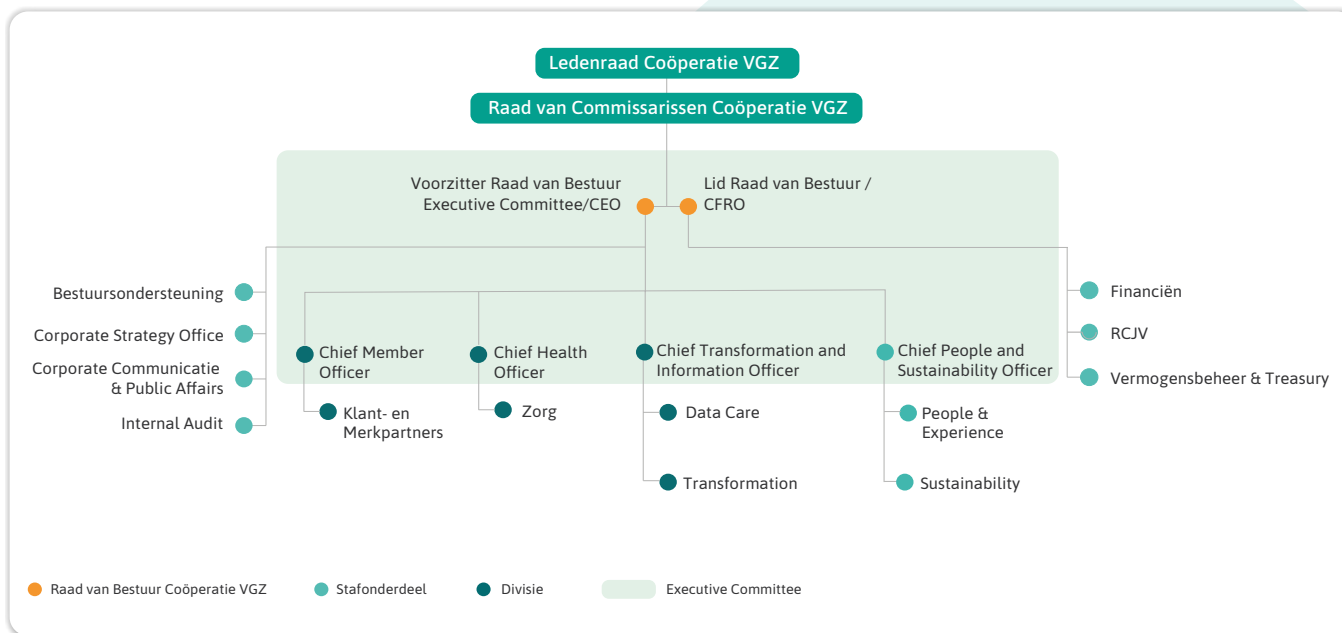 Ledenraad Coöperatie VGZ
Raad van Commissarissen Coöperatie VGZ
Voorzitter Raad van Bestuur
Executive Committee/CEO
Lid Raad van Bestuur /
CFRO
Bestuursondersteuning
Corporate Strategy Office
Corporate Communicatie
& Public Affairs
Internal Audit
Chief Member
Officer
Klant- en
Merkpartners
Chief Health
Officer
Zorg
Chief Transformation and
Information Officer
Data Care
Transformation
Chief People and
Sustainability Officer
People &
Experience
Sustainability
Financiën
RCJV
Vermogensbeheer & Treasury
Raad van Bestuur Coöperatie VGZ
Stafonderdeel
Divisie
Executive Committee